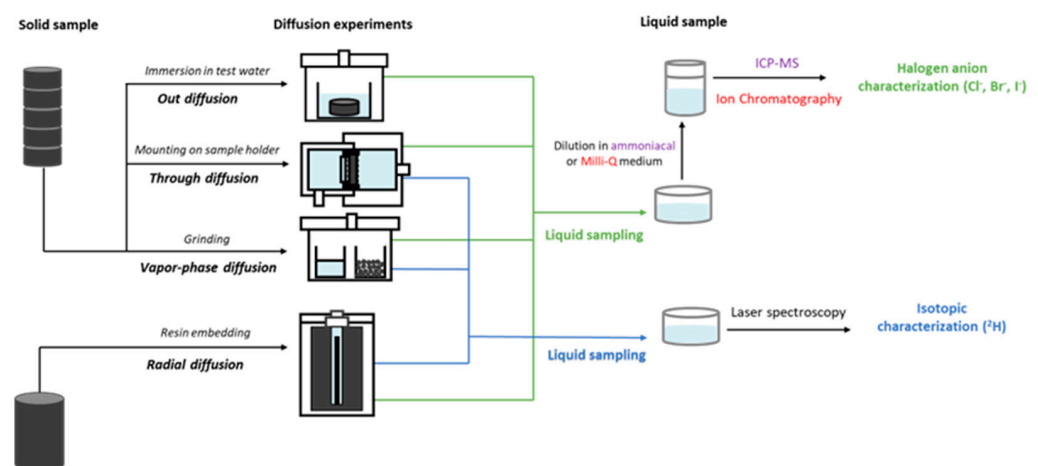 Solid sample
Diffusion experiments
Liquid sample
Immersion in test water
Out diffusion
Mounting on sample holder
Through diffusion
Grinding
Vapor-phase diffusion
Resin embedding
Radial diffusion
Liquid sampling
Liquid sampling
Dilution in ammoniacal
or Milli-Q medium
ICP-MS
Ion Chromatography
Halogen anion
characterization (Cl⁻, Br⁻, I⁻)
Laser spectroscopy
Isotopic
characterization (²H)